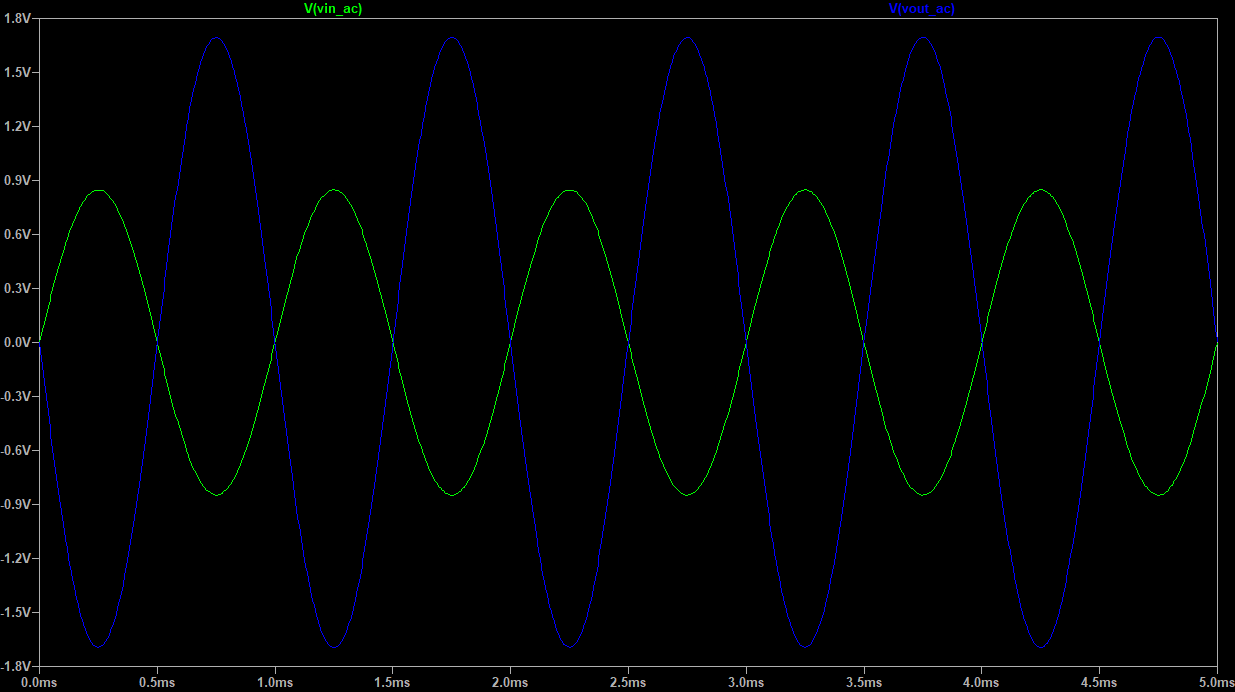 V(vin_ac) V(vout_ac)
1.8V
1.5V
1.2V
0.9V
0.6V
0.3V
0.0V
-0.3V
-0.6V
-0.9V
-1.2V
-1.5V
-1.8V
0.0ms 0.5ms 1.0ms 1.5ms 2.0ms 2.5ms 3.0ms 3.5ms 4.0ms 4.5ms 5.0ms